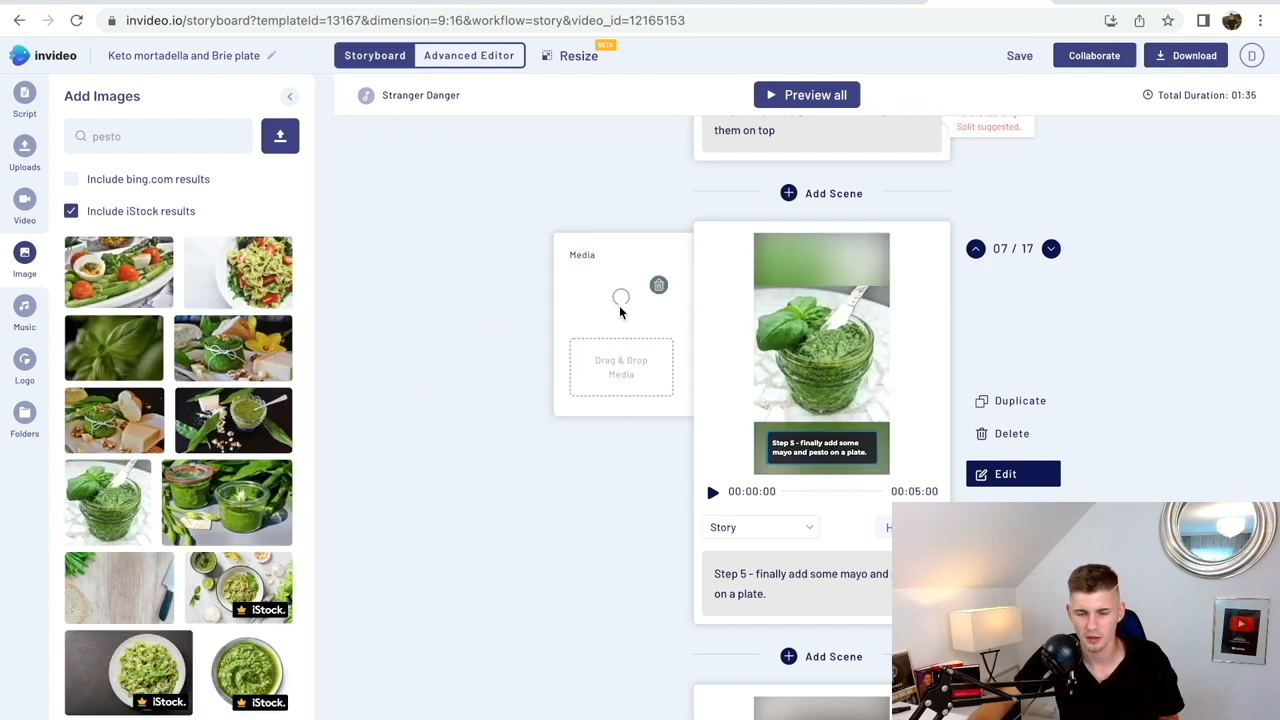 invideo.io/storyboard?templateId=13167&dimension=9:16&workflow=story&video_id=12165153
invideo
Keto mortadella and Brie plate
Storyboard
Advanced Editor
Resize
BETA
Save
Collaborate
Download
D
Script
Uploads
Video
Image
Music
Logo
Folders
Add Images
pesto
Include bing.com results
Include iStock results
iStock.
iStock.
iStock.
Stranger Danger
Preview all
Total Duration: 01:35
them on top
Split suggested.
Add Scene
Media
Drag & Drop
Media
07 / 17
Step 5 - finally add some
mayo and pesto on a plate.
00:00:00
00:05:00
Duplicate
Delete
Edit
Story
H
Step 5 - finally add some mayo and
on a plate.
Add Scene